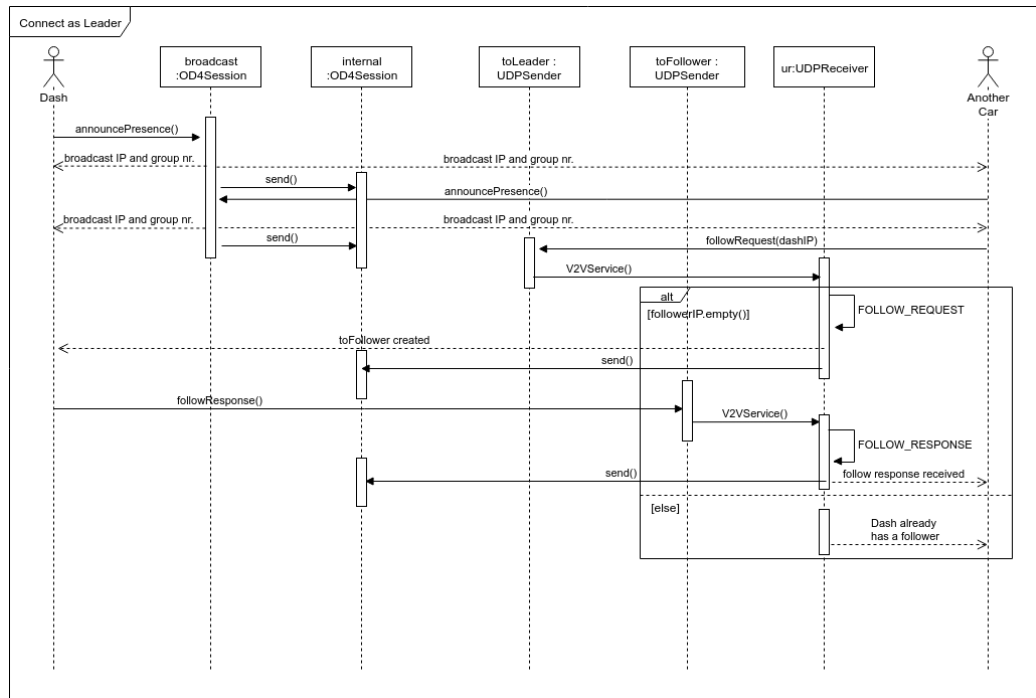 Connect as Leader
Dash
broadcast
:OD4Session
internal
:OD4Session
toLeader :
UDPSender
toFollower :
UDPSender
ur:UDPReceiver
Another
Car
announcePresence()
broadcast IP and group nr.
broadcast IP and group nr.
send()
announcePresence()
broadcast IP and group nr.
broadcast IP and group nr.
send()
followRequest(dashIP)
V2VService()
alt
[followerIP.empty()]
FOLLOW_REQUEST
toFollower created
send()
followResponse()
V2VService()
FOLLOW_RESPONSE
send()
follow response received
[else]
Dash already
has a follower